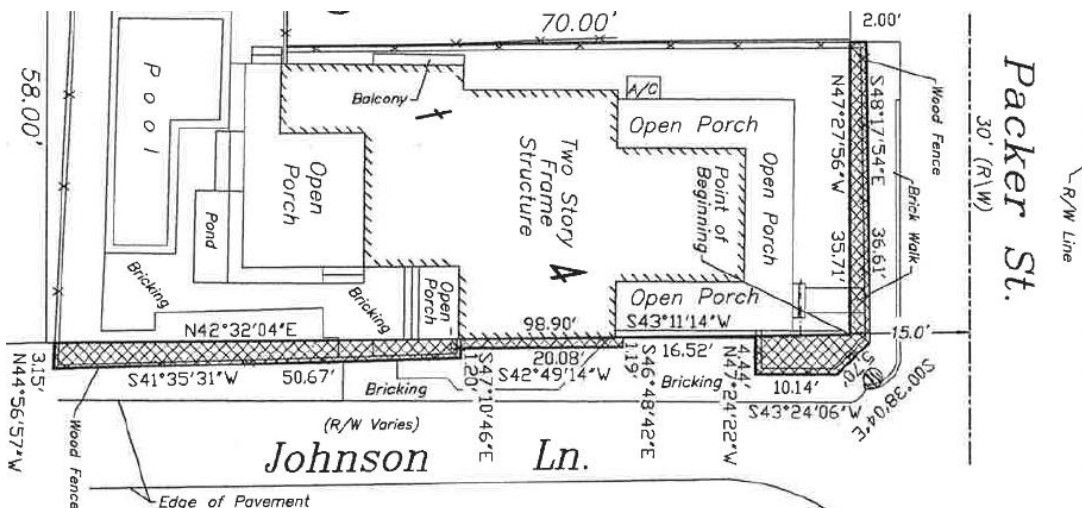 70.00'
2.00'
58.00'
Pool
Balcony
A/C
Open Porch
Wood Fence
S48°17'54"E 36.61'
N47°27'56"W 35.71'
Packer St.
30' (R\W)
R/W Line
Brick Walk
Two Story
Frame
Structure
Open
Porch
Open Porch
Point of
Beginning
Pond
Bricking
Bricking
Open
Porch
Open Porch
N42°32'04"E
98.90'
S43°11'14"W
15.0'
3.15'
N44°56'57"W
S41°35'31"W 50.67'
1.20'
S47°10'46"E
20.08'
S42°49'14"W
1.19'
S46°48'42"E
16.52'
Bricking
4.44'
N47°24'22"W
10.14'
S43°24'06"W
5.70'
S00°38'04"E
Bricking
Wood Fence
(R/W Varies)
Johnson Ln.
Edge of Pavement